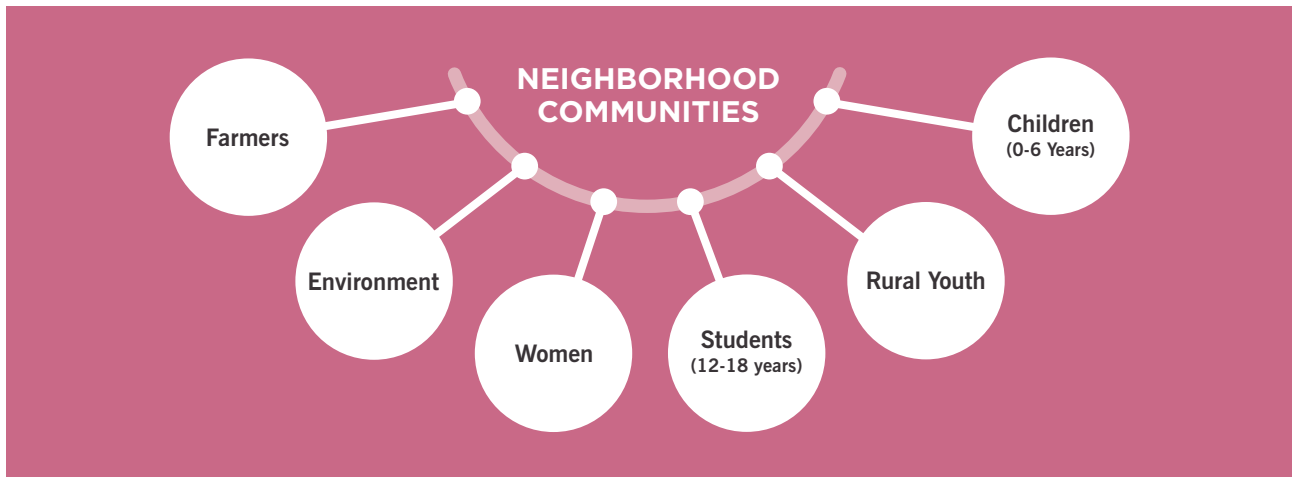 NEIGHBORHOOD
COMMUNITIES
Farmers
Environment
Women
Students
(12-18 years)
Rural Youth
Children
(0-6 Years)